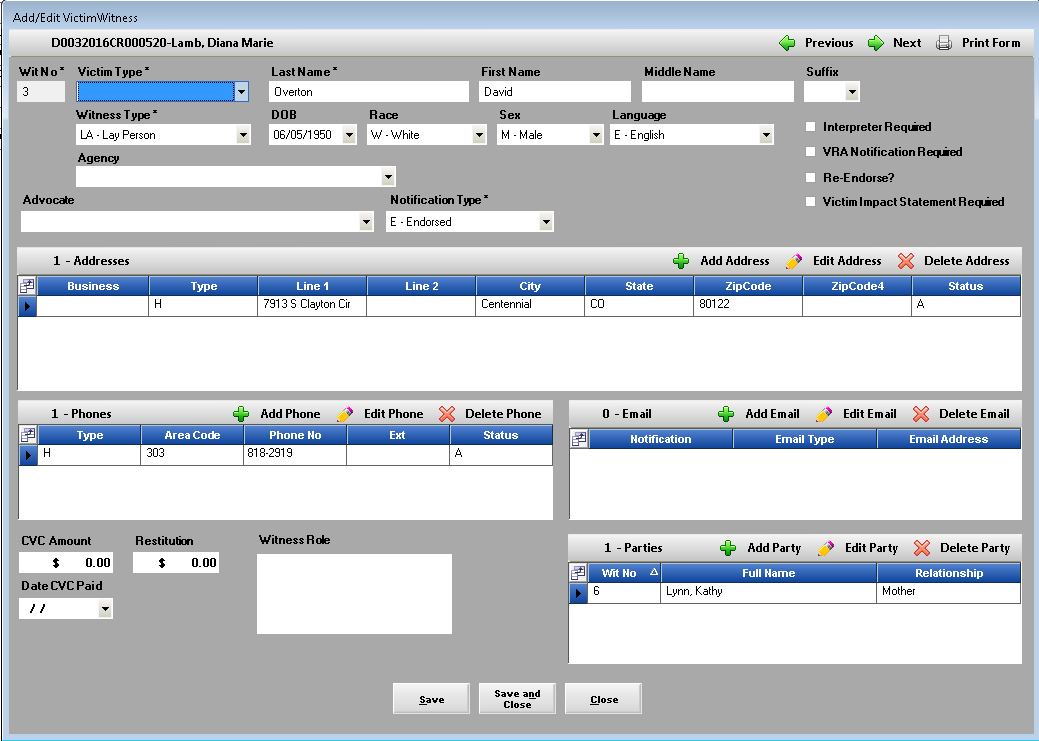 Add/Edit VictimWitness
D0032016CR000520-Lamb, Diana Marie Previous Next Print Form
Wit No * Victim Type * Last Name * First Name Middle Name Suffix
3 Overton David
Witness Type * DOB Race Sex Language
LA - Lay Person 06/05/1950 W - White M - Male E - English
Interpreter Required
VRA Notification Required
Agency
Re-Endorse?
Advocate Notification Type *
Victim Impact Statement Required
E - Endorsed
1 - Addresses Add Address Edit Address Delete Address
Business Type Line 1 Line 2 City State ZipCode ZipCode4 Status
H 7913 S Clayton Cir Centennial CO 80122 A
1 - Phones Add Phone Edit Phone Delete Phone
Type Area Code Phone No Ext Status
H 303 818-2919 A
0 - Email Add Email Edit Email Delete Email
Notification Email Type Email Address
CVC Amount Restitution Witness Role
$ 0.00 $ 0.00
Date CVC Paid
/ /
1 - Parties Add Party Edit Party Delete Party
Wit No Full Name Relationship
6 Lynn, Kathy Mother
Save Save and Close Close